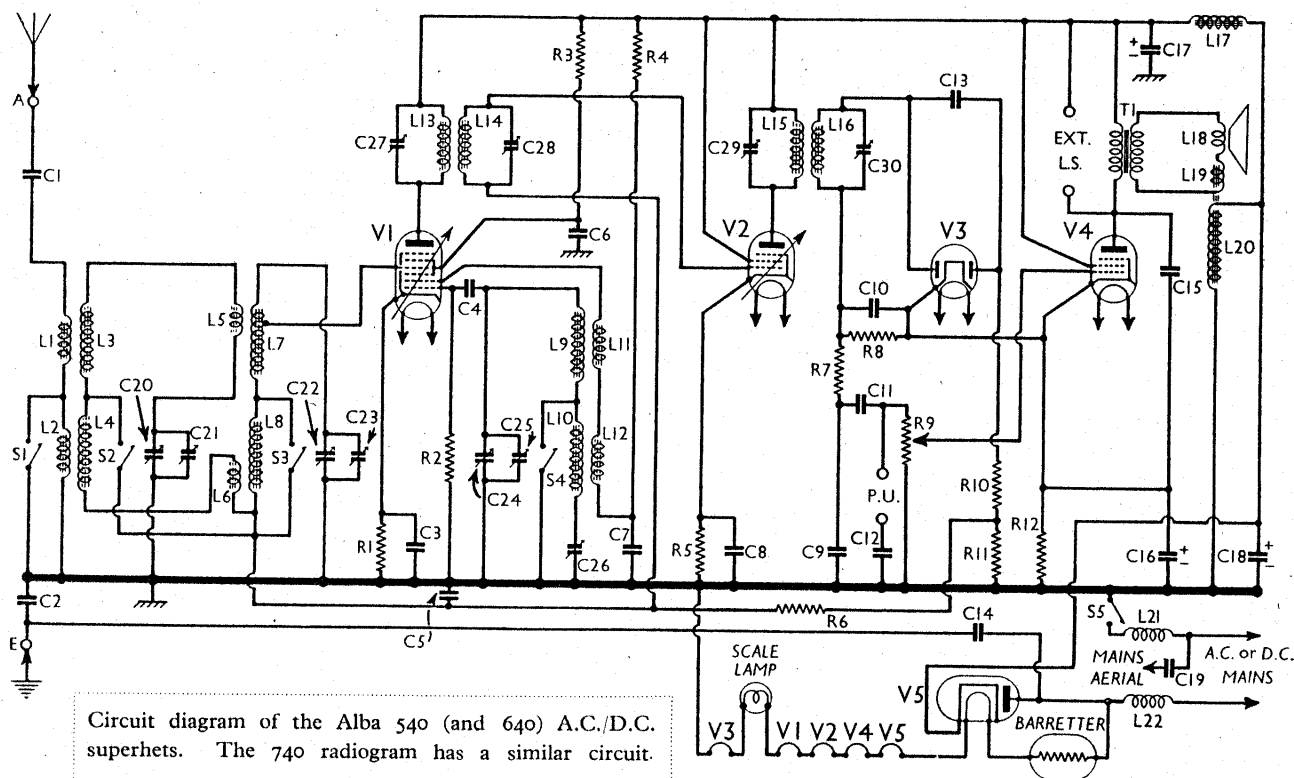 R3
R4
C17
+
−
L17
A
C13
L13
L14
L15
L16
C27
C28
C29
C30
EXT.
L.S.
T1
L18
L19
C1
V1
C6
V2
V3
V4
L20
C4
C10
C15
L1
L3
L5
L7
L9
L11
R8
R7
C20
C22
C11
L2
L4
C21
L8
C23
L10
C25
L12
R9
S1
S2
S3
L6
R2
S4
C24
P.U.
R10
R12
R1
C3
C26
C7
R5
C8
C9
C12
R11
C16
+
−
C18
+
−
C2
C5
R6
C14
S5
L21
E
SCALE
LAMP
MAINS
AERIAL
C19
A.C. or D.C.
MAINS
V5
BARRETTER
L22
V3
V1
V2
V4
V5
Circuit diagram of the Alba 540 (and 640) A.C./D.C.
superhets. The 740 radiogram has a similar circuit.